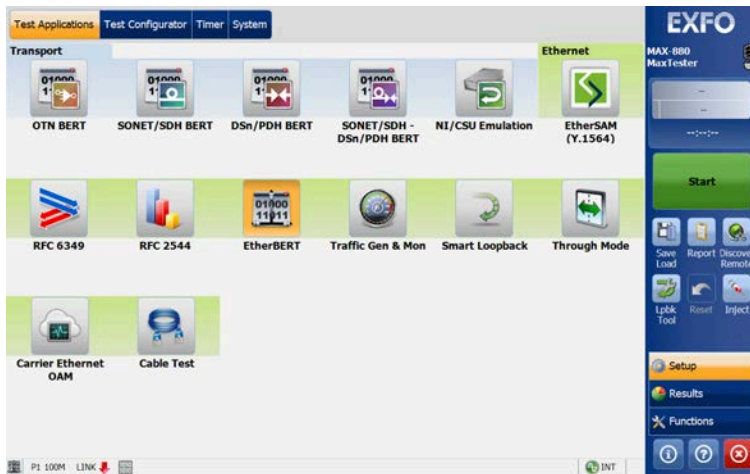 Test Applications Test Configurator Timer System
EXFO
MAX-880
MaxTester
Transport
Ethernet
OTN BERT
SONET/SDH BERT
DSn/PDH BERT
SONET/SDH -
DSn/PDH BERT
NI/CSU Emulation
EtherSAM
(Y.1564)
--
--
--:--:--
Start
RFC 6349
RFC 2544
EtherBERT
Traffic Gen & Mon
Smart Loopback
Through Mode
Save
Load
Report
Discover
Remote
Lpbk
Tool
Reset
Inject
Carrier Ethernet
OAM
Cable Test
Setup
Results
Functions
P1 100M LINK
INT